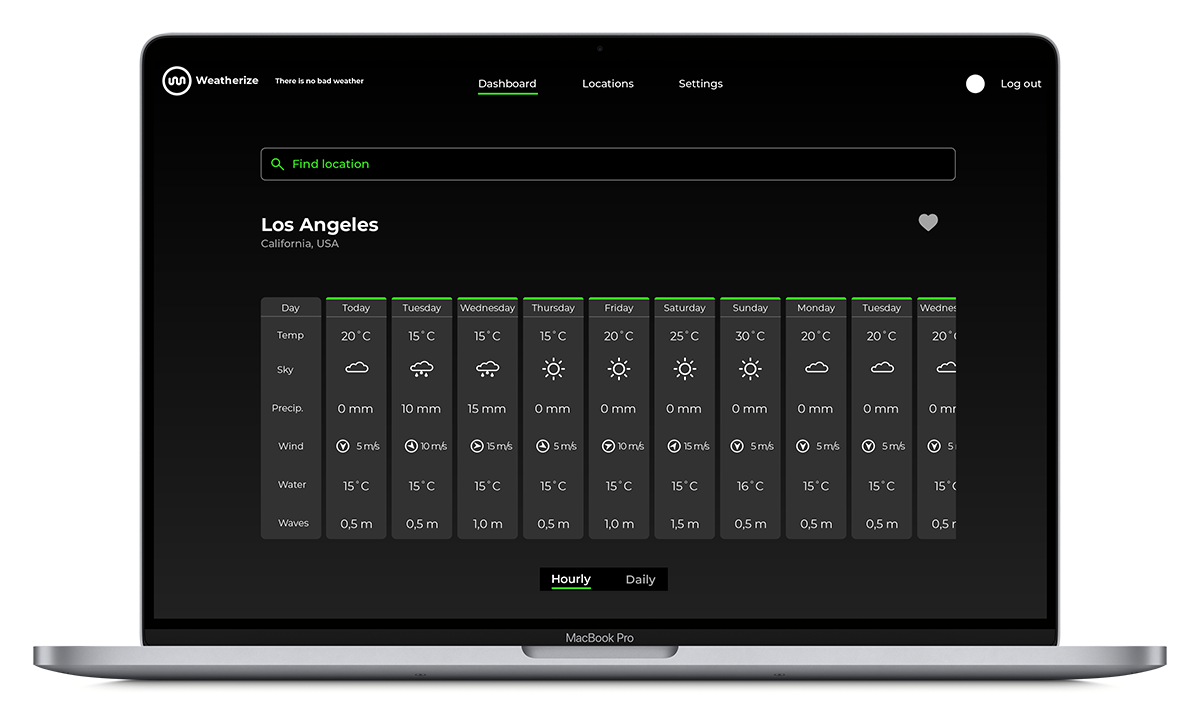 Weatherize There is no bad weather Dashboard Locations Settings Log out
Find location
Los Angeles
California, USA
Day Today Tuesday Wednesday Thursday Friday Saturday Sunday Monday Tuesday Wednes
Temp 20°C 15°C 15°C 15°C 20°C 25°C 30°C 20°C 20°C 20°C
Sky
Precip. 0 mm 10 mm 15 mm 0 mm 0 mm 0 mm 0 mm 0 mm 0 mm 0 mm
Wind 5 m/s 10 m/s 15 m/s 5 m/s 10 m/s 15 m/s 5 m/s 5 m/s 5 m/s 5
Water 15°C 15°C 15°C 15°C 15°C 15°C 16°C 15°C 15°C 15°C
Waves 0,5 m 0,5 m 1,0 m 0,5 m 1,0 m 1,5 m 0,5 m 0,5 m 0,5 m 0,5 m
Hourly Daily
MacBook Pro